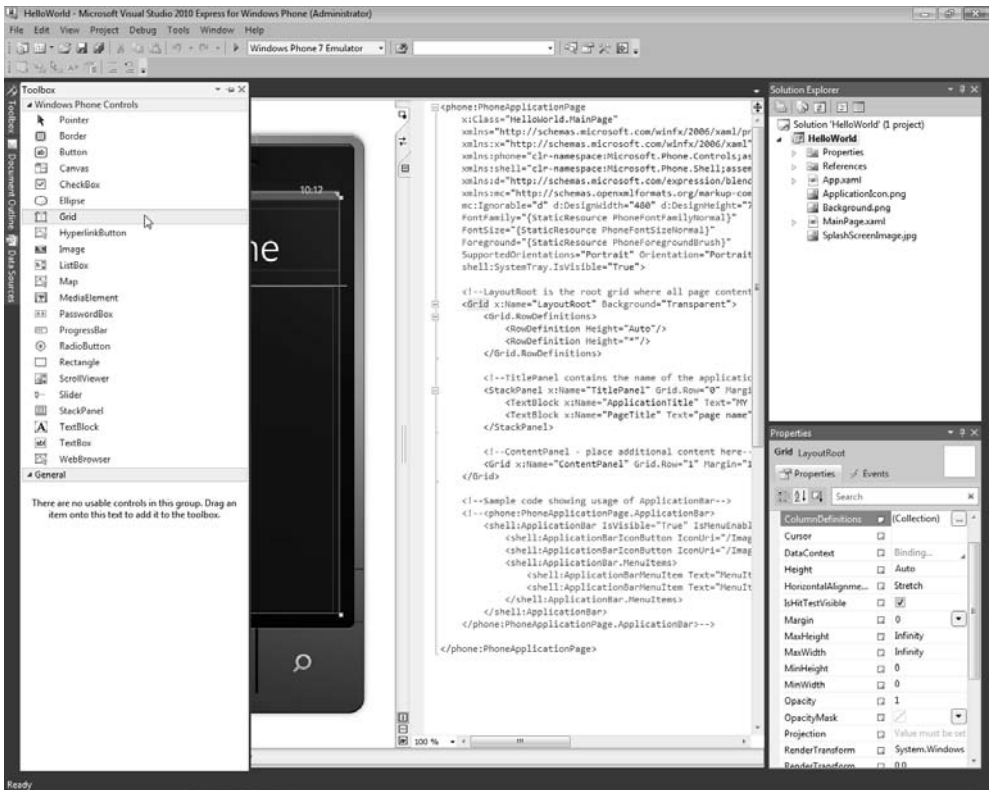 HelloWorld - Microsoft Visual Studio 2010 Express for Windows Phone (Administrator)
File Edit View Project Debug Tools Window Help
Windows Phone 7 Emulator
Toolbox
Document Outline
Data Sources
Toolbox
Windows Phone Controls
Pointer
Border
Button
Canvas
CheckBox
Ellipse
Grid
HyperlinkButton
Image
ListBox
Map
MediaElement
PasswordBox
ProgressBar
RadioButton
Rectangle
ScrollViewer
Slider
StackPanel
TextBlock
TextBox
WebBrowser
General
There are no usable controls in this group. Drag an
item onto this text to add it to the toolbox.
10:12
ne
<phone:PhoneApplicationPage
x:Class="HelloWorld.MainPage"
xmlns="http://schemas.microsoft.com/winfx/2006/xaml/pr
xmlns:x="http://schemas.microsoft.com/winfx/2006/xaml"
xmlns:phone="clr-namespace:Microsoft.Phone.Controls;as
xmlns:shell="clr-namespace:Microsoft.Phone.Shell;assem
xmlns:d="http://schemas.microsoft.com/expression/blend
xmlns:mc="http://schemas.openxmlformats.org/markup-com
mc:Ignorable="d" d:DesignWidth="480" d:DesignHeight="7
FontFamily="{StaticResource PhoneFontFamilyNormal}"
FontSize="{StaticResource PhoneFontSizeNormal}"
Foreground="{StaticResource PhoneForegroundBrush}"
SupportedOrientations="Portrait" Orientation="Portrait
shell:SystemTray.IsVisible="True">
<!--LayoutRoot is the root grid where all page content
<Grid x:Name="LayoutRoot" Background="Transparent">
<Grid.RowDefinitions>
<RowDefinition Height="Auto"/>
<RowDefinition Height="*"/>
</Grid.RowDefinitions>
<!--TitlePanel contains the name of the applicatic
<StackPanel x:Name="TitlePanel" Grid.Row="0" Margi
<TextBlock x:Name="ApplicationTitle" Text="MY
<TextBlock x:Name="PageTitle" Text="page name"
</StackPanel>
<!--ContentPanel - place additional content here--
<Grid x:Name="ContentPanel" Grid.Row="1" Margin="1
</Grid>
<!--Sample code showing usage of ApplicationBar-->
<!--<phone:PhoneApplicationPage.ApplicationBar>
<shell:ApplicationBar IsVisible="True" IsMenuEnabl
<shell:ApplicationBarIconButton IconUri="/Imag
<shell:ApplicationBarIconButton IconUri="/Imag
<shell:ApplicationBar.MenuItems>
<shell:ApplicationBarMenuItem Text="MenuIt
<shell:ApplicationBarMenuItem Text="MenuIt
</shell:ApplicationBar.MenuItems>
</shell:ApplicationBar>
</phone:PhoneApplicationPage.ApplicationBar>-->
</phone:PhoneApplicationPage>
100 %
Solution Explorer
Solution 'HelloWorld' (1 project)
HelloWorld
Properties
References
App.xaml
ApplicationIcon.png
Background.png
MainPage.xaml
SplashScreenImage.jpg
Properties
Grid LayoutRoot
Properties Events
Search
ColumnDefinitions (Collection) ...
Cursor
DataContext Binding...
Height Auto
HorizontalAlignme... Stretch
IsHitTestVisible
Margin 0
MaxHeight Infinity
MaxWidth Infinity
MinHeight 0
MinWidth 0
Opacity 1
OpacityMask
Projection Value must be set
RenderTransform System.Windows
RenderTransform 0,0
Ready